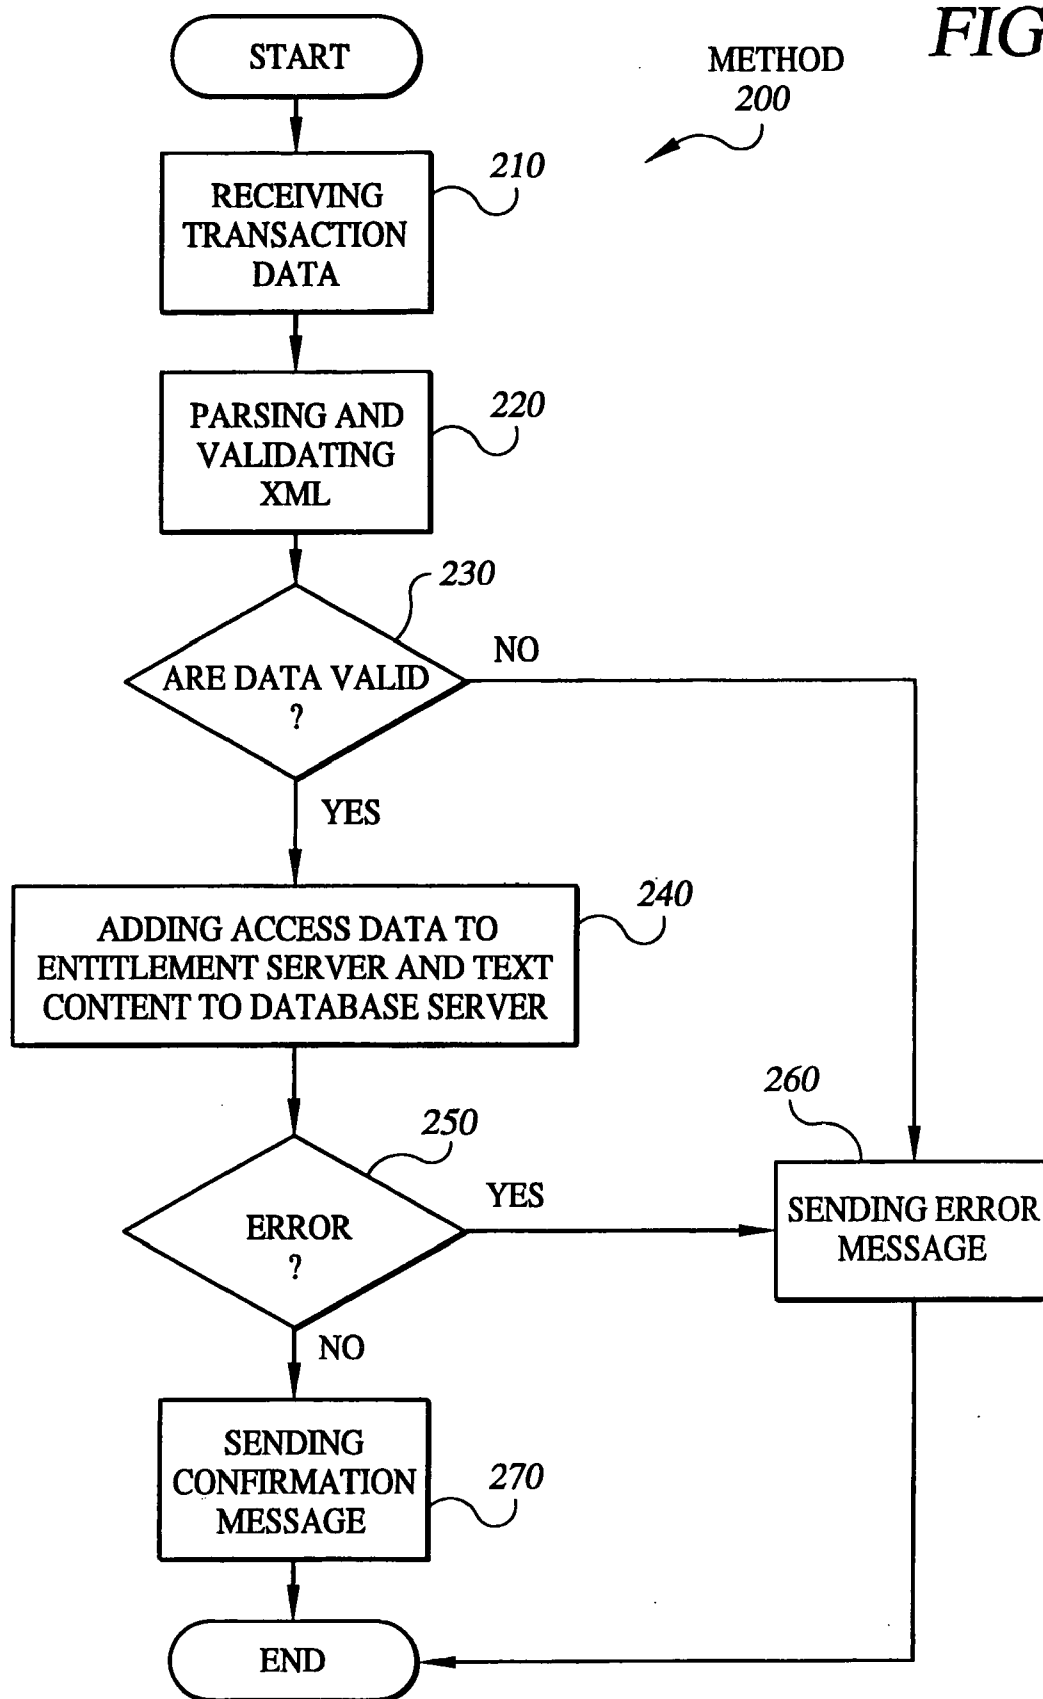 FIG
START
METHOD
200
210
RECEIVING
TRANSACTION
DATA
220
PARSING AND
VALIDATING
XML
230
NO
ARE DATA VALID
?
YES
240
ADDING ACCESS DATA TO
ENTITLEMENT SERVER AND TEXT
CONTENT TO DATABASE SERVER
260
250
YES
ERROR
?
SENDING ERROR
MESSAGE
NO
SENDING
CONFIRMATION
MESSAGE
270
END